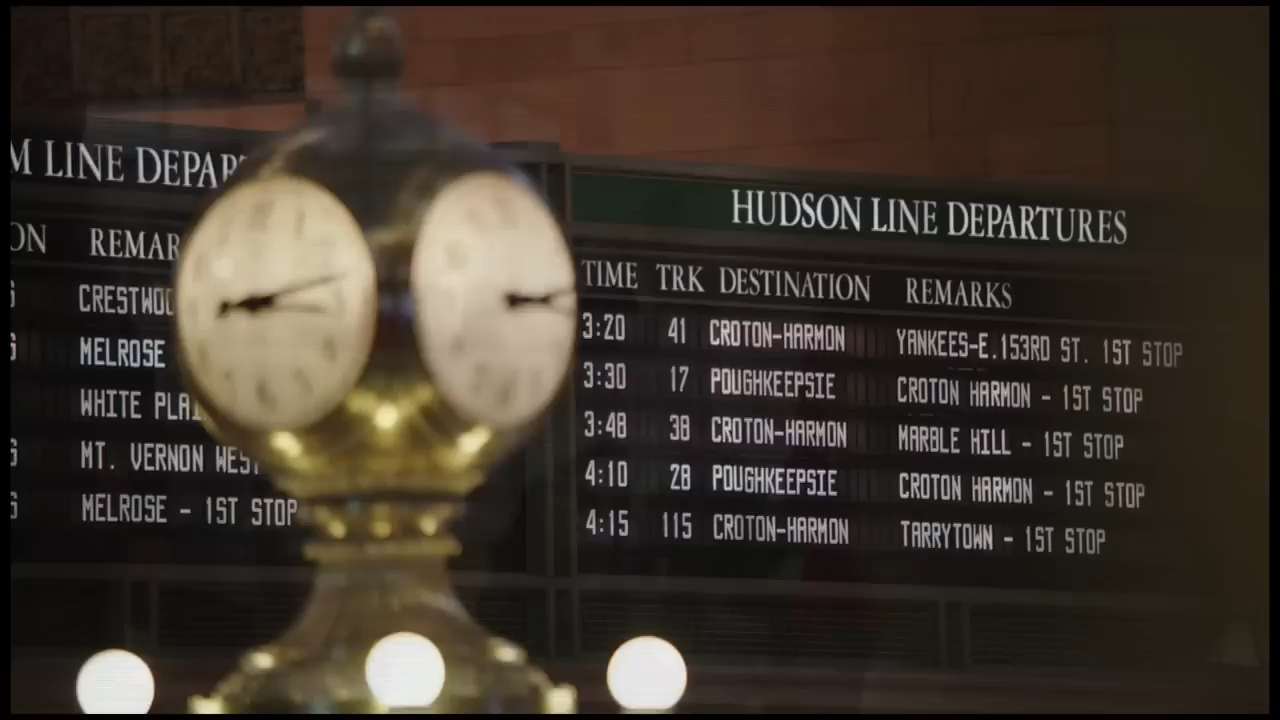 M LINE DEPAR
ON REMAR
CRESTWOO
MELROSE
WHITE PLAI
MT. VERNON WEST
MELROSE - 1ST STOP
HUDSON LINE DEPARTURES
TIME TRK DESTINATION REMARKS
3:20 41 CROTON-HARMON YANKEES-E.153RD ST. 1ST STOP
3:30 17 POUGHKEEPSIE CROTON HARMON - 1ST STOP
3:48 38 CROTON-HARMON MARBLE HILL - 1ST STOP
4:10 28 POUGHKEEPSIE CROTON HARMON - 1ST STOP
4:15 115 CROTON-HARMON TARRYTOWN - 1ST STOP